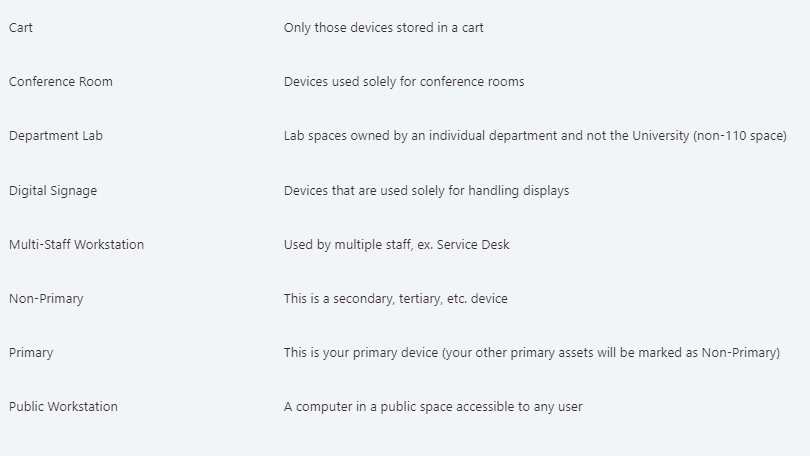 Cart Only those devices stored in a cart
Conference Room Devices used solely for conference rooms
Department Lab Lab spaces owned by an individual department and not the University (non-110 space)
Digital Signage Devices that are used solely for handling displays
Multi-Staff Workstation Used by multiple staff, ex. Service Desk
Non-Primary This is a secondary, tertiary, etc. device
Primary This is your primary device (your other primary assets will be marked as Non-Primary)
Public Workstation A computer in a public space accessible to any user